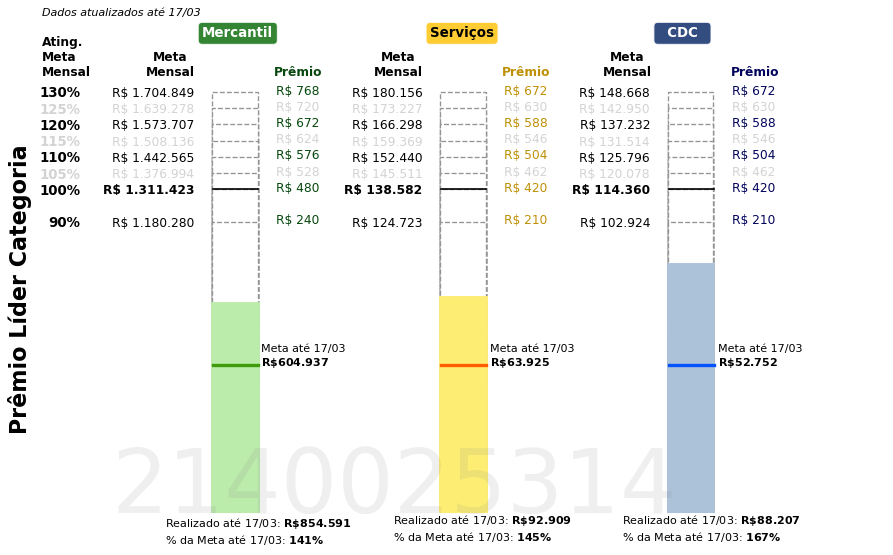 Dados atualizados até 17/03
Mercantil Serviços CDC
Ating. Meta Mensal
Meta Mensal Prêmio Meta Mensal Prêmio Meta Mensal Prêmio
130% R$ 1.704.849 R$ 768 R$ 180.156 R$ 672 R$ 148.668 R$ 672
125% R$ 1.639.278 R$ 720 R$ 173.227 R$ 630 R$ 142.950 R$ 630
120% R$ 1.573.707 R$ 672 R$ 166.298 R$ 588 R$ 137.232 R$ 588
115% R$ 1.508.136 R$ 624 R$ 159.369 R$ 546 R$ 131.514 R$ 546
110% R$ 1.442.565 R$ 576 R$ 152.440 R$ 504 R$ 125.796 R$ 504
105% R$ 1.376.994 R$ 528 R$ 145.511 R$ 462 R$ 120.078 R$ 462
100% R$ 1.311.423 R$ 480 R$ 138.582 R$ 420 R$ 114.360 R$ 420
90% R$ 1.180.280 R$ 240 R$ 124.723 R$ 210 R$ 102.924 R$ 210
Prêmio Líder Categoria
Meta até 17/03 Meta até 17/03 Meta até 17/03
R$604.937 R$63.925 R$52.752
2140025314
Realizado até 17/03: R$854.591 Realizado até 17/03: R$92.909 Realizado até 17/03: R$88.207
% da Meta até 17/03: 141% % da Meta até 17/03: 145% % da Meta até 17/03: 167%